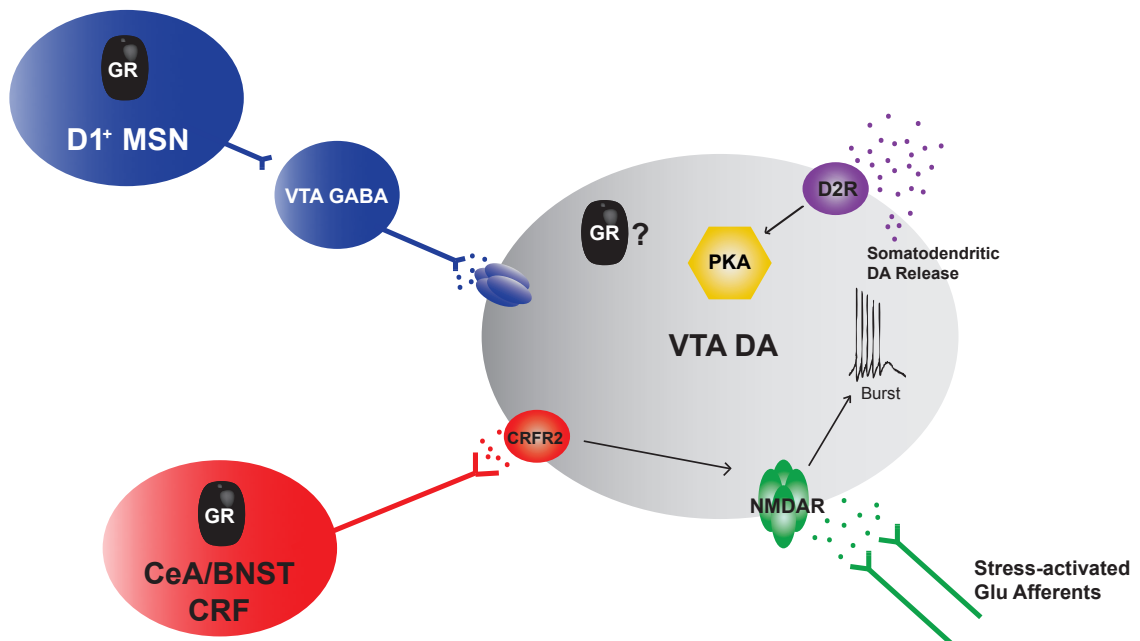 GR
D1⁺ MSN
VTA GABA
D2R
GR ?
PKA
Somatodendritic
DA Release
VTA DA
Burst
CRFR2
GR
NMDAR
CeA/BNST
CRF
Stress-activated
Glu Afferents